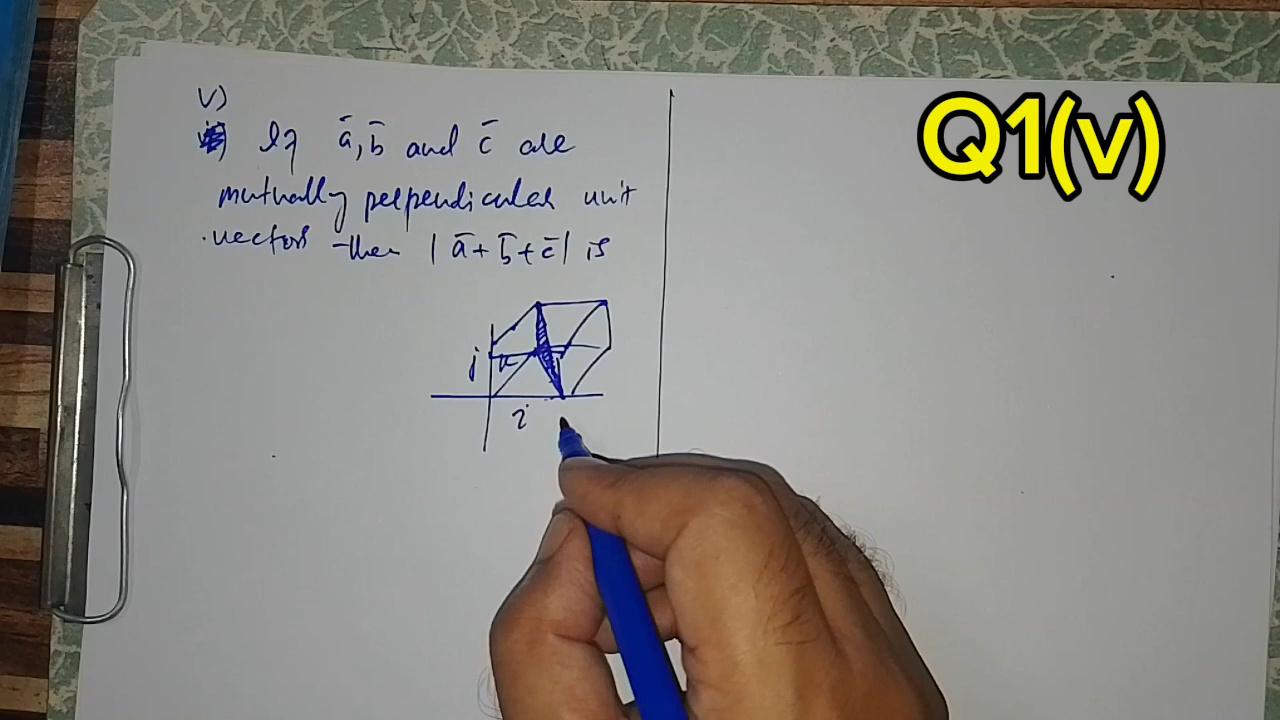 v)
If a̅, b̅ and c̅ are
mutually perpendicular unit
vectors then | a̅ + b̅ + c̅ | is
j k
i
Q1(v)